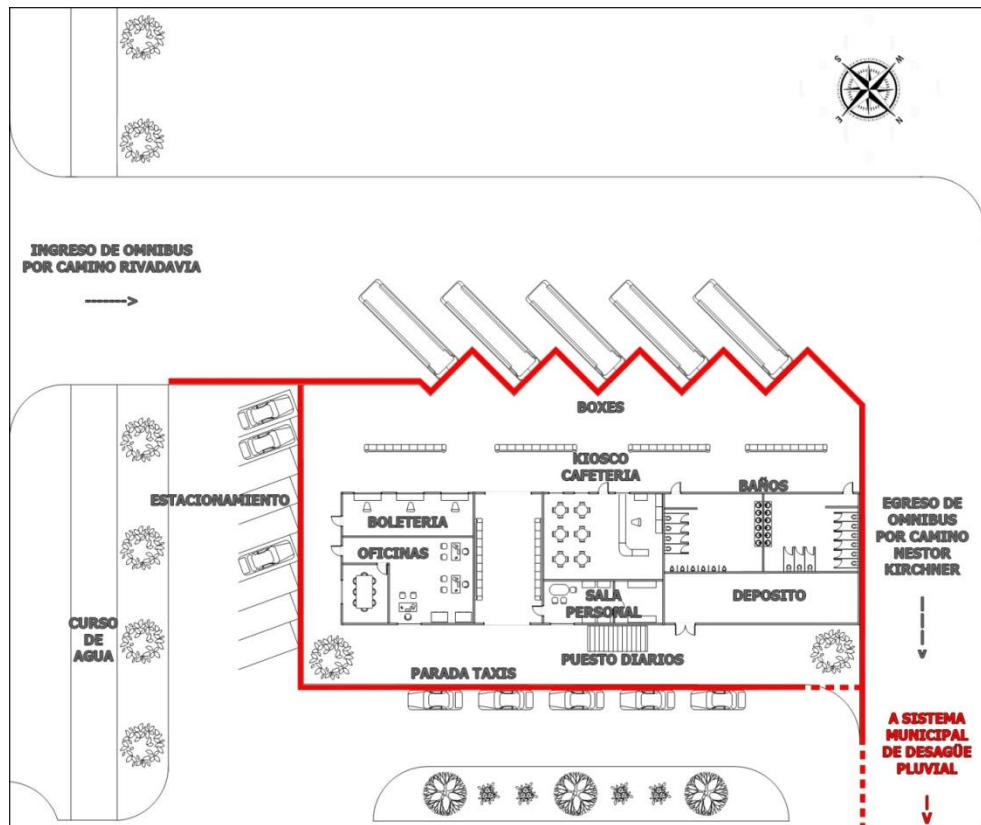 S
W
E
N
INGRESO DE OMNIBUS
POR CAMINO RIVADAVIA
------->
BOXES
KIOSCO
CAFETERIA
BAÑOS
ESTACIONAMIENTO
BOLETERIA
OFICINAS
EGRESO DE
OMNIBUS
POR CAMINO
NESTOR
KIRCHNER
SALA
PERSONAL
DEPOSITO
CURSO
DE
AGUA
PUESTO DIARIOS
PARADA TAXIS
A SISTEMA
MUNICIPAL
DE DESAGÜE
PLUVIAL